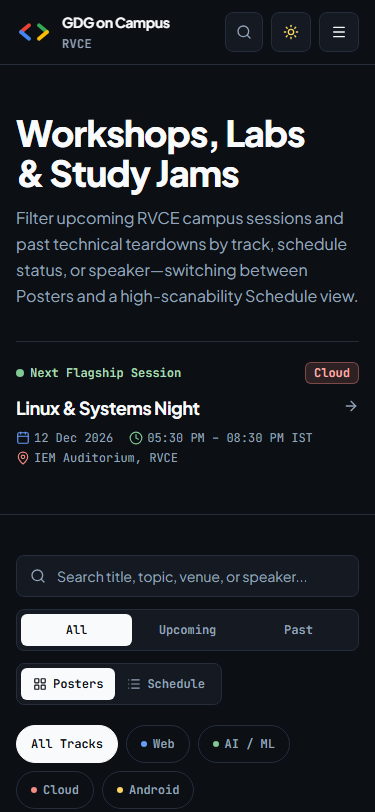 GDG on Campus
RVCE
Workshops, Labs
& Study Jams
Filter upcoming RVCE campus sessions and
past technical teardowns by track, schedule
status, or speaker—switching between
Posters and a high-scanability Schedule view.
Next Flagship Session
Cloud
Linux & Systems Night
12 Dec 2026 05:30 PM – 08:30 PM IST
IEM Auditorium, RVCE
Search title, topic, venue, or speaker...
All Upcoming Past
Posters Schedule
All Tracks Web AI / ML
Cloud Android